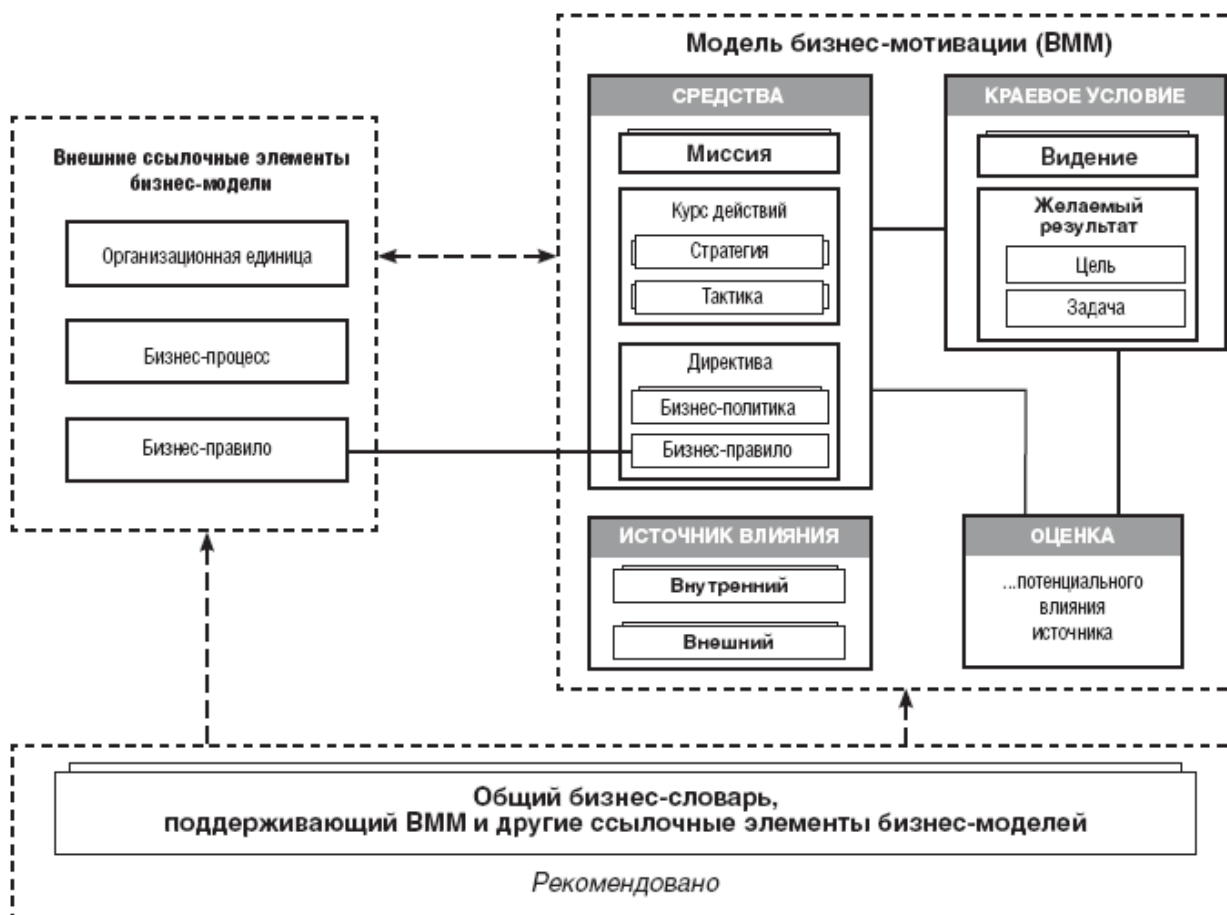 Модель бизнес-мотивации (BMM)
Внешние ссылочные элементы
бизнес-модели
Организационная единица
Бизнес-процесс
Бизнес-правило
СРЕДСТВА
Миссия
Курс действий
Стратегия
Тактика
Директива
Бизнес-политика
Бизнес-правило
КРАЕВОЕ УСЛОВИЕ
Видение
Желаемый
результат
Цель
Задача
ИСТОЧНИК ВЛИЯНИЯ
Внутренний
Внешний
ОЦЕНКА
...потенциального
влияния
источника
Общий бизнес-словарь,
поддерживающий BMM и другие ссылочные элементы бизнес-моделей
Рекомендовано